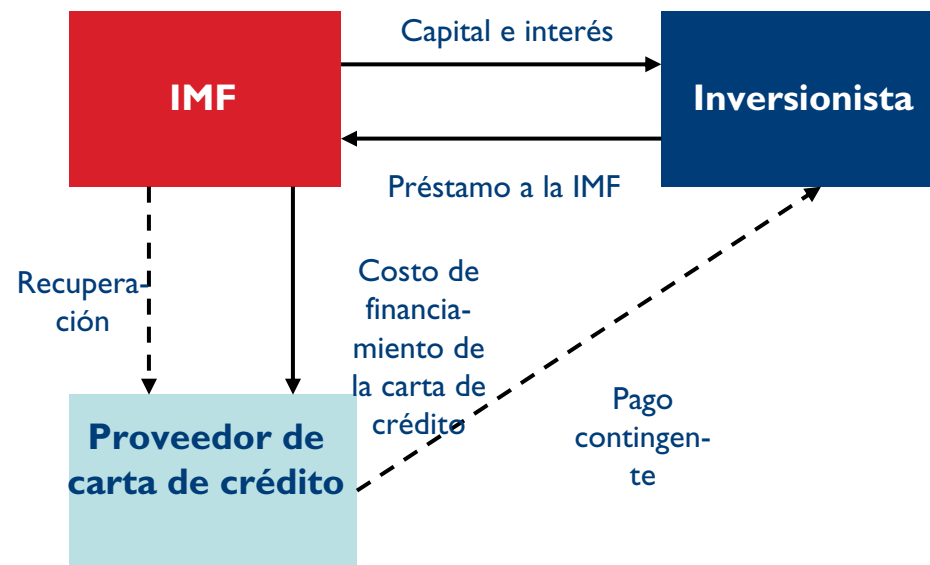 Capital e interés
IMF
Inversionista
Préstamo a la IMF
Recupera-
ción
Costo de
financia-
miento de
la carta de
crédito
Pago
contingen-
te
Proveedor de
carta de crédito